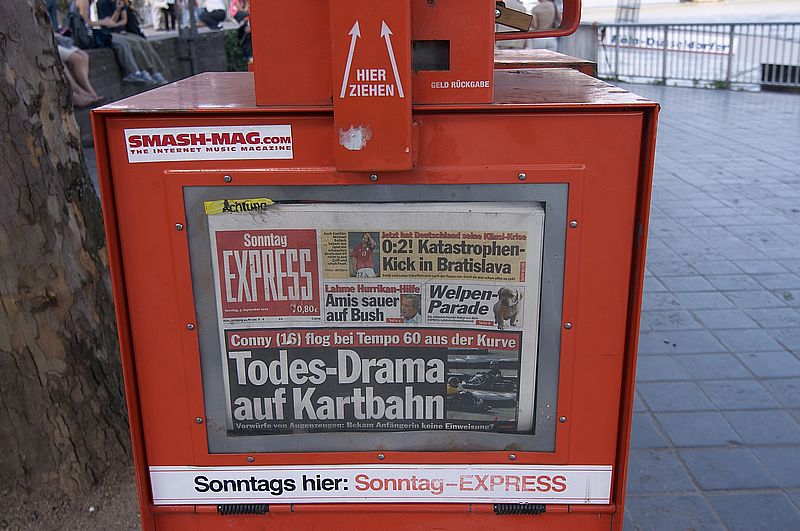 HIER
ZIEHEN
GELD RÜCKGABE
SMASH-MAG.com
THE INTERNET MUSIC MAGAZINE
Achtung
Sonntag
EXPRESS
0,80€
Jetzt hat Deutschland seine Klinsi-Krise
0:2! Katastrophen-
Kick in Bratislava
Lahme Hurrikan-Hilfe
Amis sauer
auf Bush
Welpen-
Parade
Conny (16) flog bei Tempo 60 aus der Kurve
Todes-Drama
auf Kartbahn
Vorwürfe von Augenzeugen: Bekam Anfängerin keine Einweisung?
Sonntags hier: Sonntag-EXPRESS